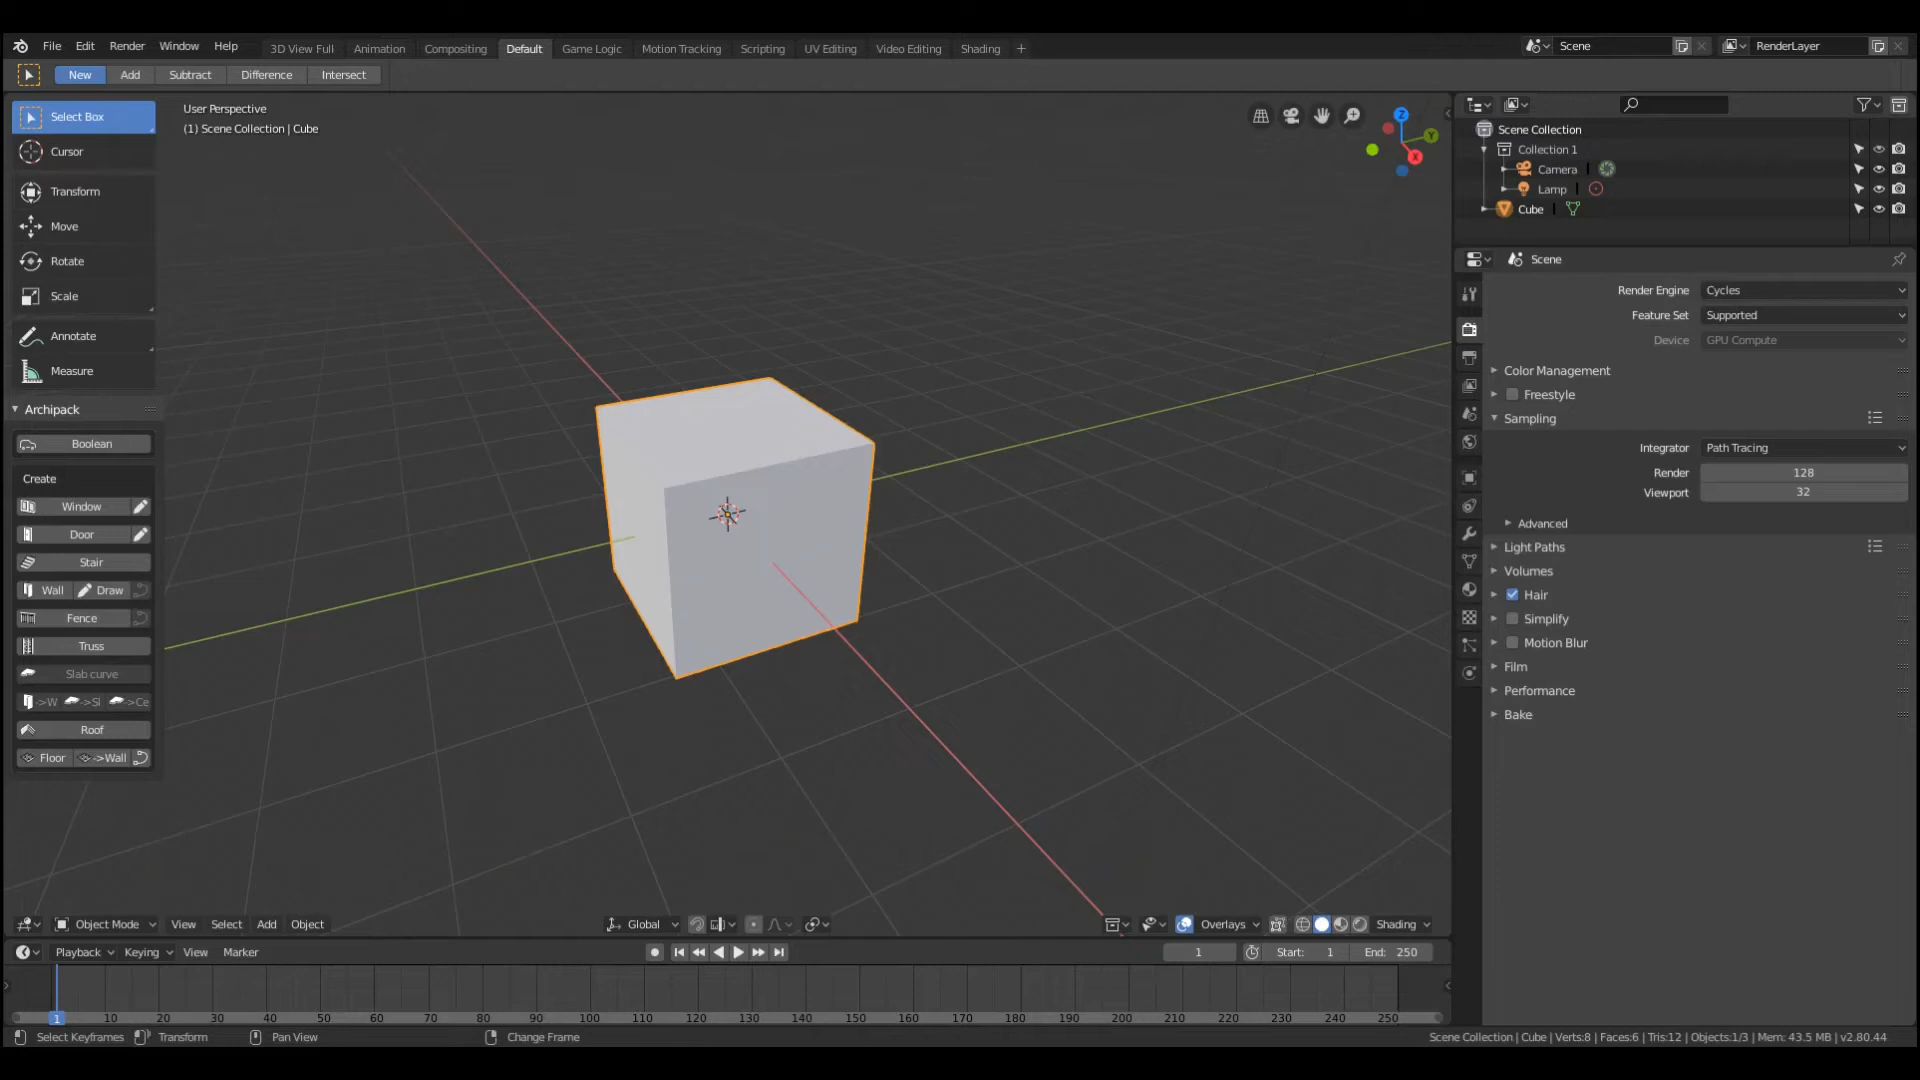 File Edit Render Window Help 3D View Full Animation Compositing Default Game Logic Motion Tracking Scripting UV Editing Video Editing Shading + Scene RenderLayer
New Add Subtract Difference Intersect
Select Box
Cursor
Transform
Move
Rotate
Scale
Annotate
Measure
Archipack
Boolean
Create
Window
Door
Stair
Wall Draw
Fence
Truss
Slab curve
->W ->Sl ->Ce
Roof
Floor ->Wall
User Perspective
(1) Scene Collection | Cube
Z
Y
X
Object Mode View Select Add Object Global Overlays Shading
Scene Collection
Collection 1
Camera
Lamp
Cube
Scene
Render Engine Cycles
Feature Set Supported
Device GPU Compute
Color Management
Freestyle
Sampling
Integrator Path Tracing
Render 128
Viewport 32
Advanced
Light Paths
Volumes
Hair
Simplify
Motion Blur
Film
Performance
Bake
Playback Keying View Marker 1 Start: 1 End: 250
1 10 20 30 40 50 60 70 80 90 100 110 120 130 140 150 160 170 180 190 200 210 220 230 240 250
Select Keyframes Transform Pan View Change Frame Scene Collection | Cube | Verts:8 | Faces:6 | Tris:12 | Objects:1/3 | Mem: 43.5 MB | v2.80.44